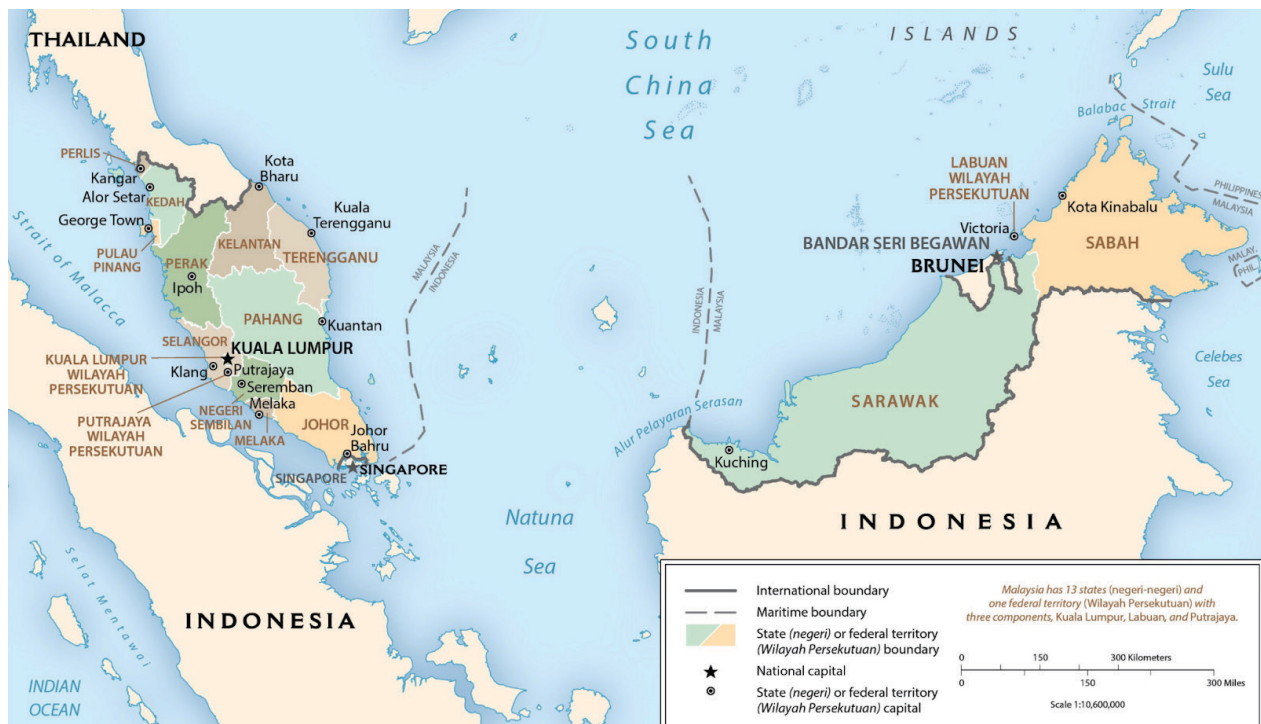 THAILAND
South
China
Sea
ISLANDS
Sulu
Sea
Balabac Strait
PERLIS
Kangar
Alor Setar
KEDAH
George Town
PULAU
PINANG
Kota
Bharu
Kuala
Terengganu
KELANTAN
TERENGGANU
PERAK
Ipoh
PAHANG
Kuantan
Strait of Malacca
SELANGOR
KUALA LUMPUR
KUALA LUMPUR
WILAYAH
PERSEKUTUAN
Klang
Putrajaya
Seremban
PUTRAJAYA
WILAYAH
PERSEKUTUAN
NEGERI
SEMBILAN
Melaka
MELAKA
JOHOR
Johor
Bahru
SINGAPORE
SINGAPORE
MALAYSIA
INDONESIA
INDONESIA
MALAYSIA
LABUAN
WILAYAH
PERSEKUTUAN
Victoria
Kota Kinabalu
PHILIPPINES
MALAYSIA
SABAH
MALAY.
PHIL.
BANDAR SERI BEGAWAN
BRUNEI
Celebes
Sea
SARAWAK
Alur Pelayaran Serasan
Kuching
INDONESIA
Natuna
Sea
INDONESIA
Selat Mentawai
INDIAN
OCEAN
International boundary
Maritime boundary
State (negeri) or federal territory
(Wilayah Persekutuan) boundary
National capital
State (negeri) or federal territory
(Wilayah Persekutuan) capital
Malaysia has 13 states (negeri-negeri) and
one federal territory (Wilayah Persekutuan) with
three components, Kuala Lumpur, Labuan, and Putrajaya.
0 150 300 Kilometers
0 150 300 Miles
Scale 1:10,600,000